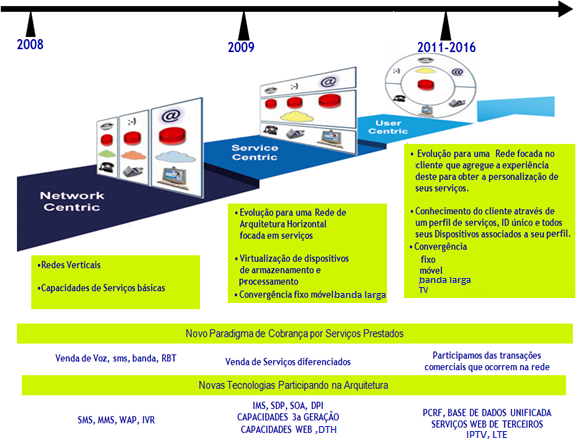 2008
2009
2011-2016
@
;-)
@
;-)
;-)
@
Network
Centric
Service
Centric
User
Centric
•Redes Verticais
•Capacidades de Serviços básicas
•Evolução para uma Rede de
Arquitetura Horizontal
focada em serviços
•Virtualização de dispositivos
de armazenamento e
processamento
•Convergência fixo móvel banda larga
• Evolução para uma Rede focada no
cliente que agregue a experiência
deste para obter a personalização de
seus serviços.
•Conhecimento do cliente através de
um perfil de serviços, ID único e todos
seus Dispositivos associados a seu perfil.
•Convergência
fixo
móvel
banda larga
TV
Novo Paradigma de Cobrança por Serviços Prestados
Venda de Voz, sms, banda, RBT
Venda de Serviços diferenciados
Participamos das transações
comerciais que ocorrem na rede
Novas Tecnologias Participando na Arquitetura
SMS, MMS, WAP, IVR
IMS, SDP, SOA, DPI
CAPACIDADES 3a GERAÇÃO
CAPACIDADES WEB ,DTH
PCRF, BASE DE DADOS UNIFICADA
SERVIÇOS WEB DE TERCEIROS
IPTV, LTE